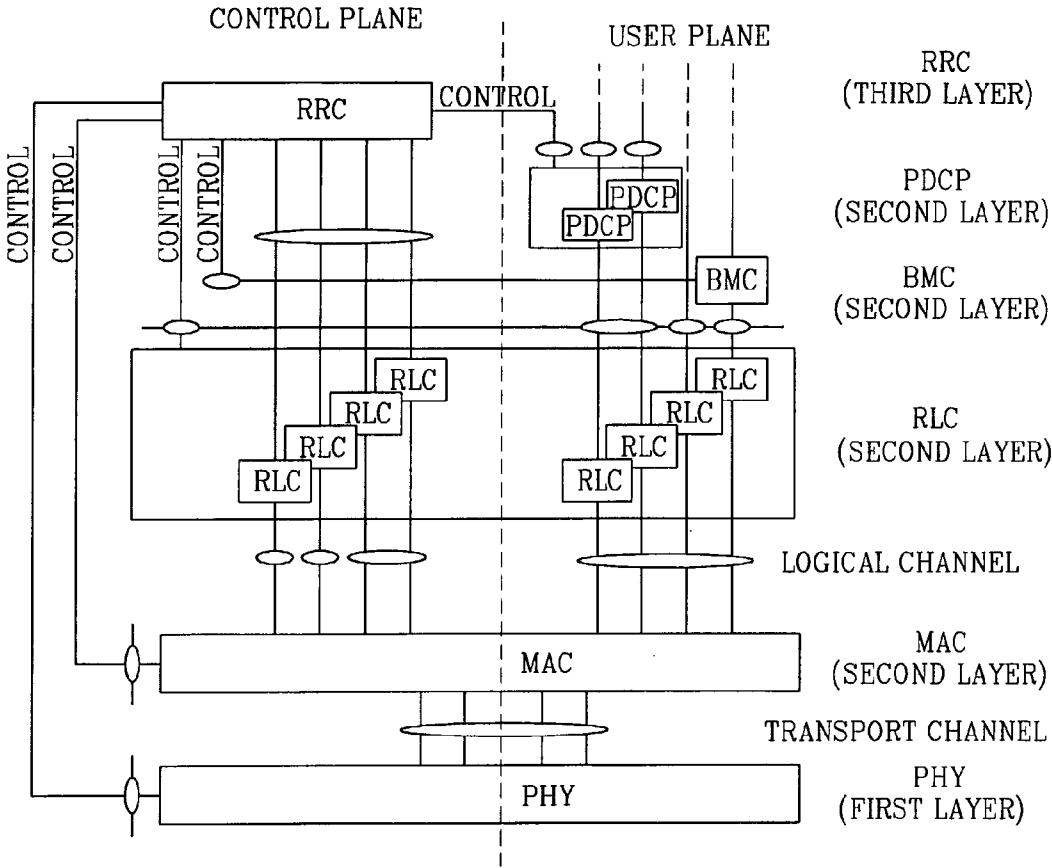 CONTROL PLANE
USER PLANE
RRC
(THIRD LAYER)
RRC
CONTROL
CONTROL
CONTROL
CONTROL
CONTROL
PDCP
PDCP
PDCP
(SECOND LAYER)
BMC
BMC
(SECOND LAYER)
RLC
RLC
RLC
RLC
RLC
RLC
RLC
RLC
RLC
(SECOND LAYER)
LOGICAL CHANNEL
MAC
MAC
(SECOND LAYER)
TRANSPORT CHANNEL
PHY
PHY
(FIRST LAYER)